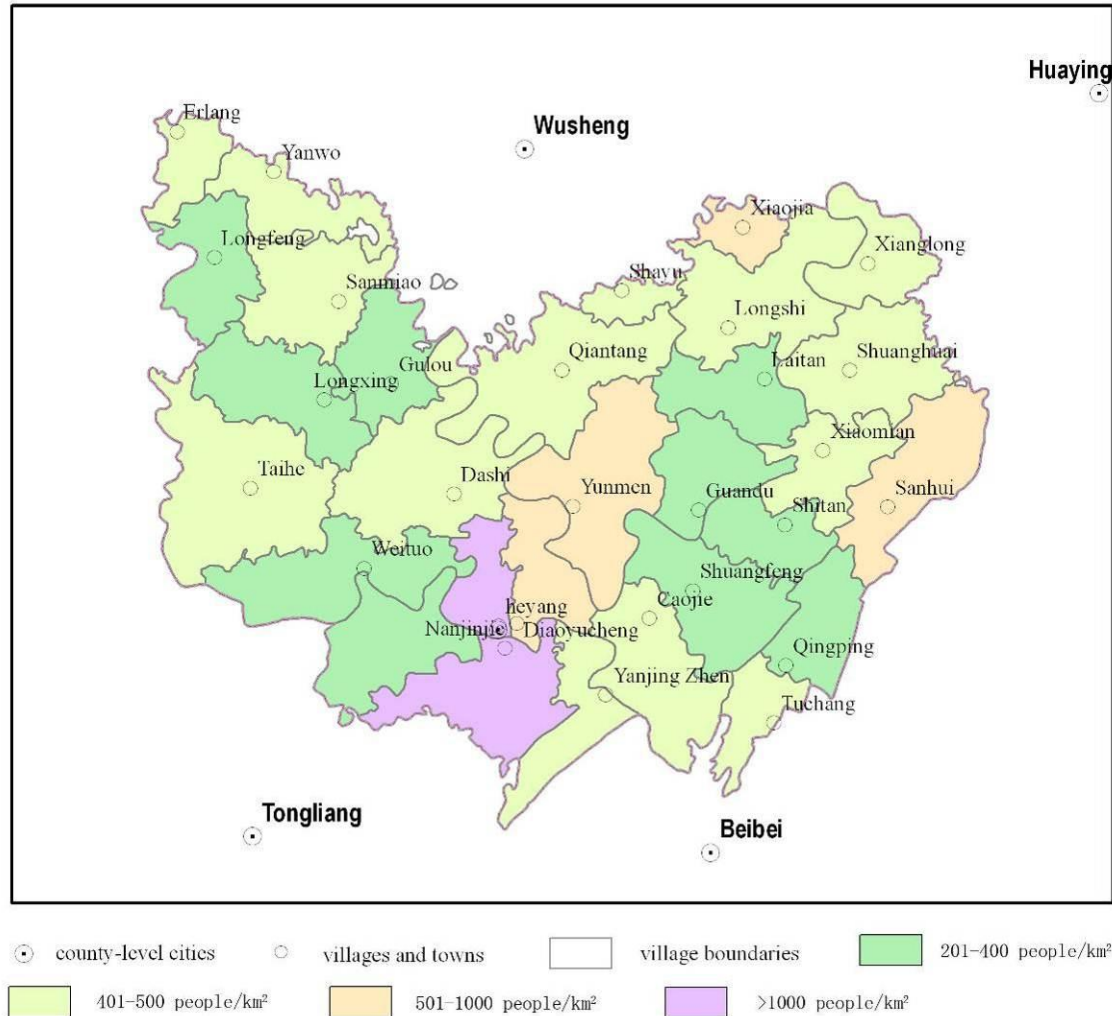 Huaying
Erlang
Wusheng
Yanwo
Xiaojia
Longfeng
Xianglong
Shayu
Sanmiao
Longshi
Gulou
Qiantang
Laitan
Shuanghuai
Longxing
Xiaomian
Taihe
Dashi
Yunmen
Guandu
Sanhui
Shitan
Weituo
Shuangfeng
Caojie
heyang
Nanjinjie
Diaoyucheng
Qingping
Yanjing Zhen
Tuchang
Tongliang
Beibei
county-level cities villages and towns village boundaries 201-400 people/km²
401-500 people/km² 501-1000 people/km² >1000 people/km²